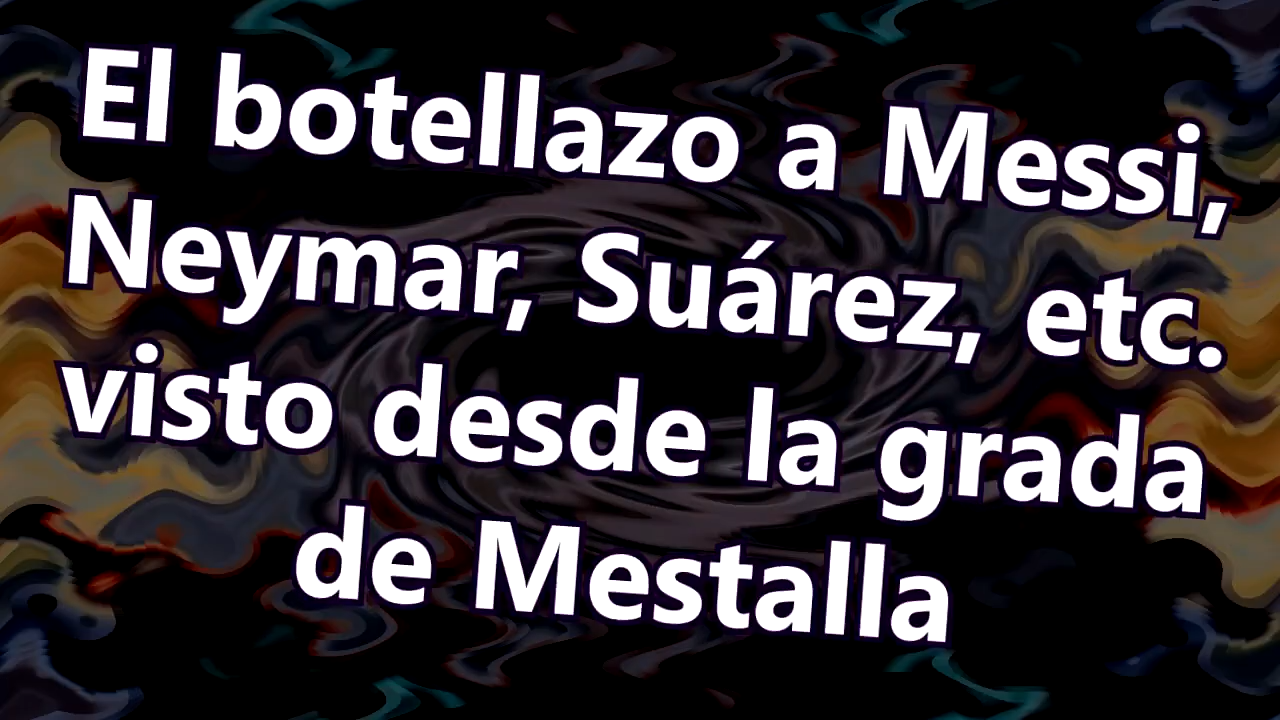 El botellazo a Messi,
Neymar, Suárez, etc.
visto desde la grada
de Mestalla